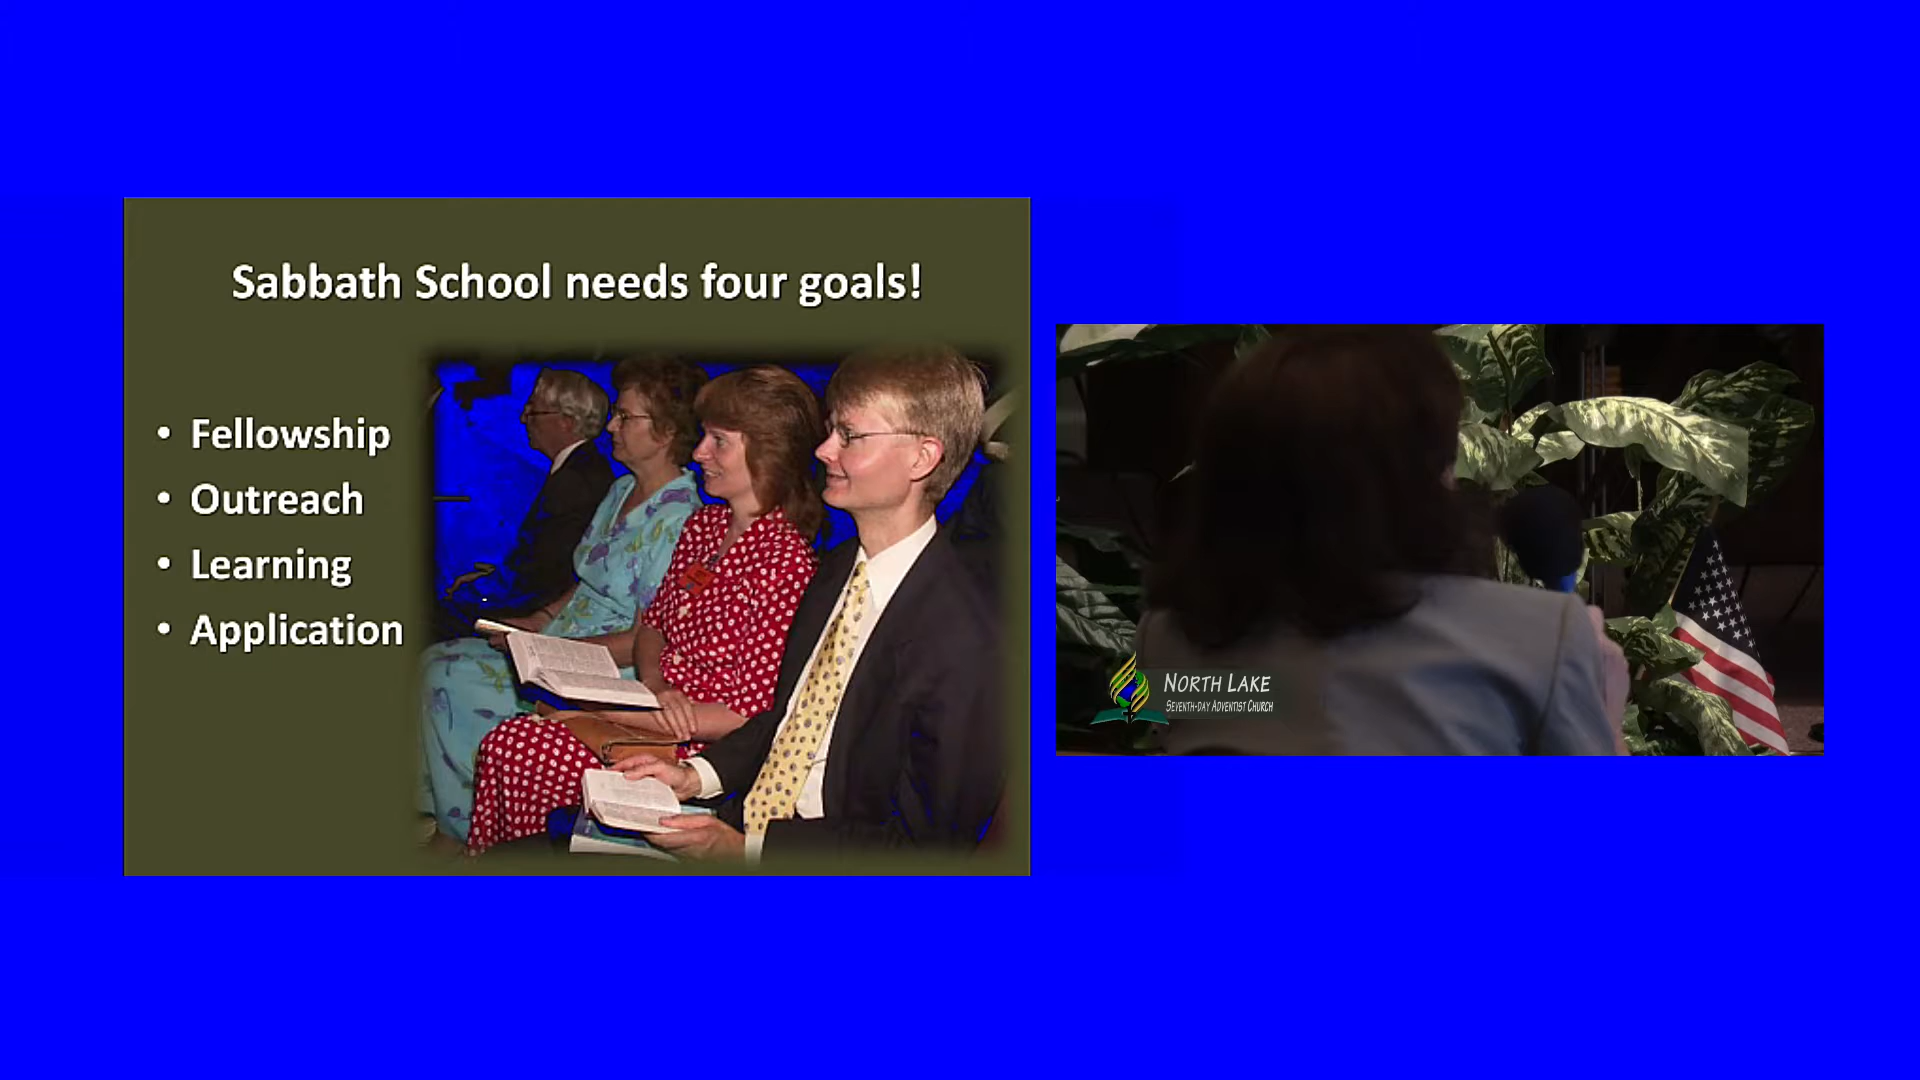 Sabbath School needs four goals!
• Fellowship
• Outreach
• Learning
• Application
North Lake
Seventh-day Adventist Church